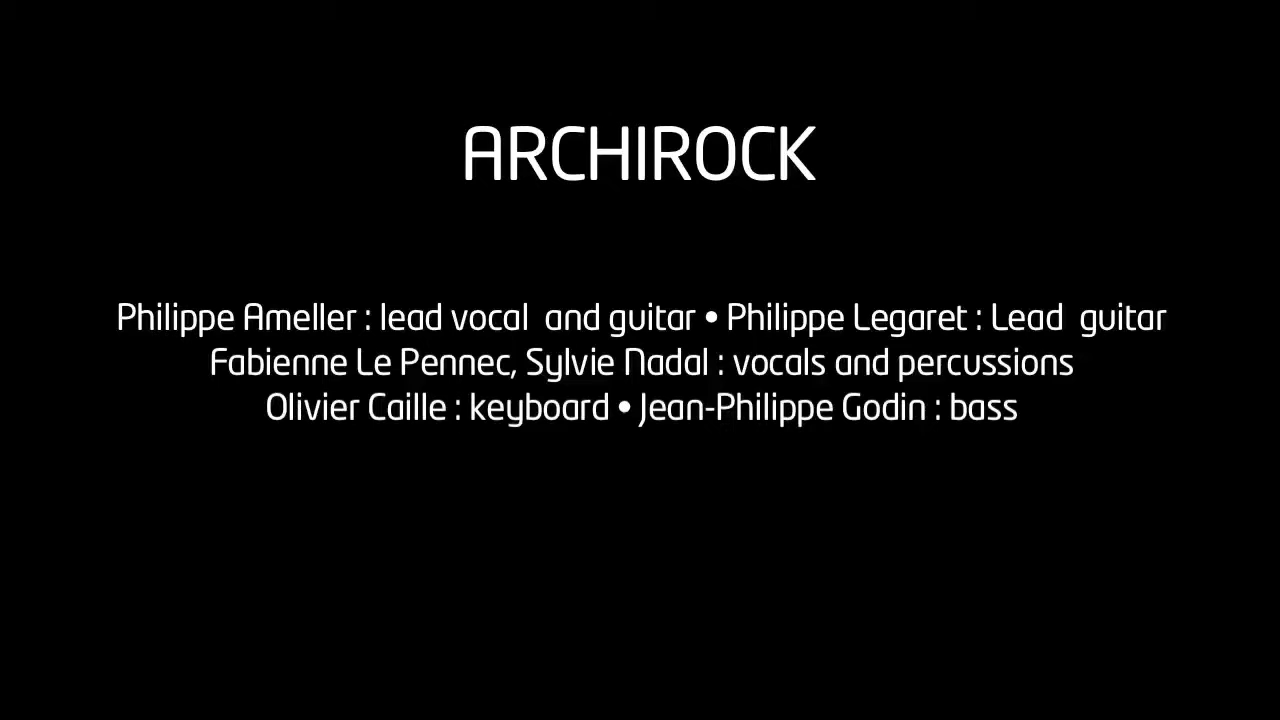 ARCHIROCK
Philippe Ameller : lead vocal  and guitar • Philippe Legaret : Lead  guitar
Fabienne Le Pennec, Sylvie Nadal : vocals and percussions
Olivier Caille : keyboard • Jean-Philippe Godin : bass